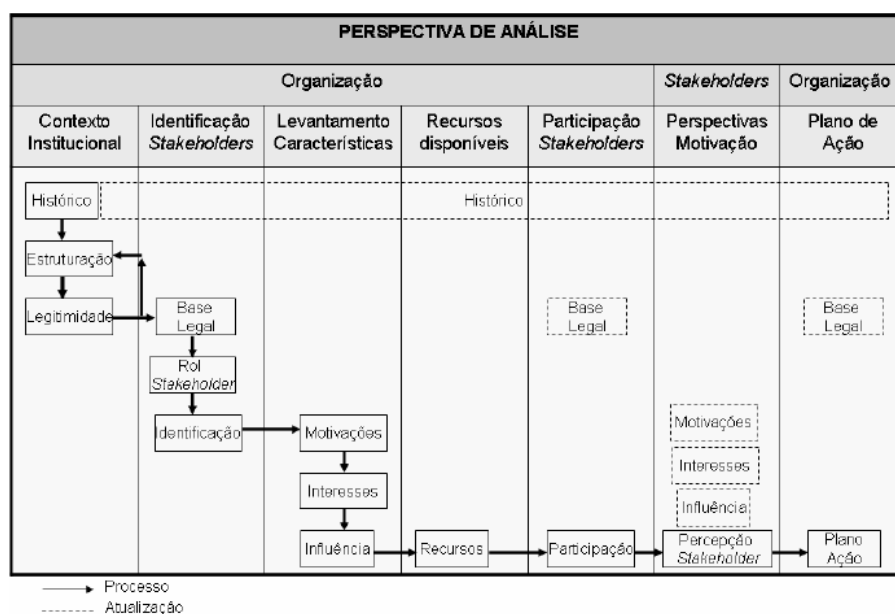 PERSPECTIVA DE ANÁLISE
Organização
Stakeholders
Organização
Contexto
Institucional
Identificação
Stakeholders
Levantamento
Características
Recursos
disponíveis
Participação
Stakeholders
Perspectivas
Motivação
Plano de
Ação
Histórico
Histórico
Estruturação
Legitimidade
Base
Legal
Base
Legal
Base
Legal
Rol
Stakeholder
Identificação
Motivações
Motivações
Interesses
Interesses
Influência
Influência
Recursos
Participação
Percepção
Stakeholder
Plano
Ação
Processo
Atualização